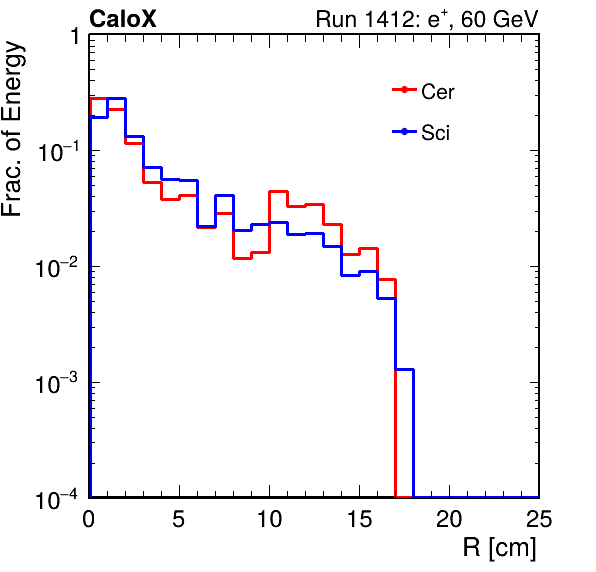 CaloX Run 1412: e⁺, 60 GeV
Frac. of Energy
1
10⁻¹
10⁻²
10⁻³
10⁻⁴
Cer
Sci
0 5 10 15 20 25
R [cm]